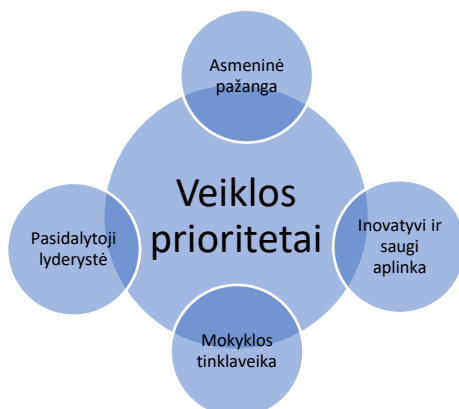 Asmeninė
pažanga
Veiklos
prioritetai
Pasidalytoji
lyderystė
Inovatyvi ir
saugi
aplinka
Mokyklos
tinklaveika